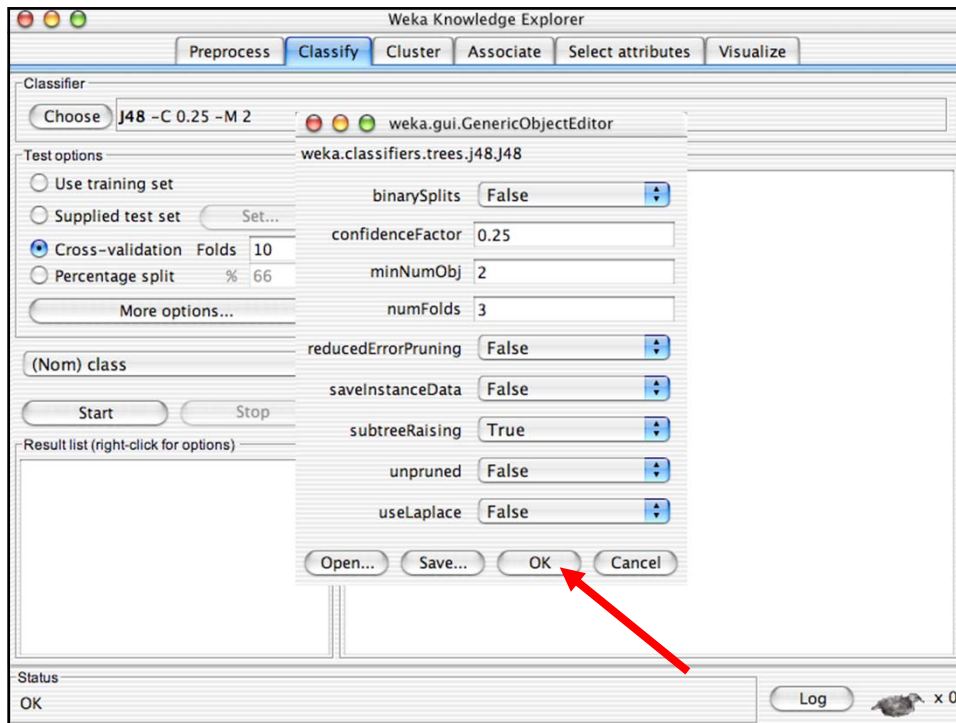 Weka Knowledge Explorer
Preprocess Classify Cluster Associate Select attributes Visualize
Classifier
Choose J48 -C 0.25 -M 2
weka.gui.GenericObjectEditor
weka.classifiers.trees.j48.J48
Test options
Use training set
Supplied test set Set...
Cross-validation Folds 10
Percentage split % 66
More options...
(Nom) class
Start Stop
Result list (right-click for options)
binarySplits False
confidenceFactor 0.25
minNumObj 2
numFolds 3
reducedErrorPruning False
saveInstanceData False
subtreeRaising True
unpruned False
useLaplace False
Open... Save... OK Cancel
Status
OK
Log x 0